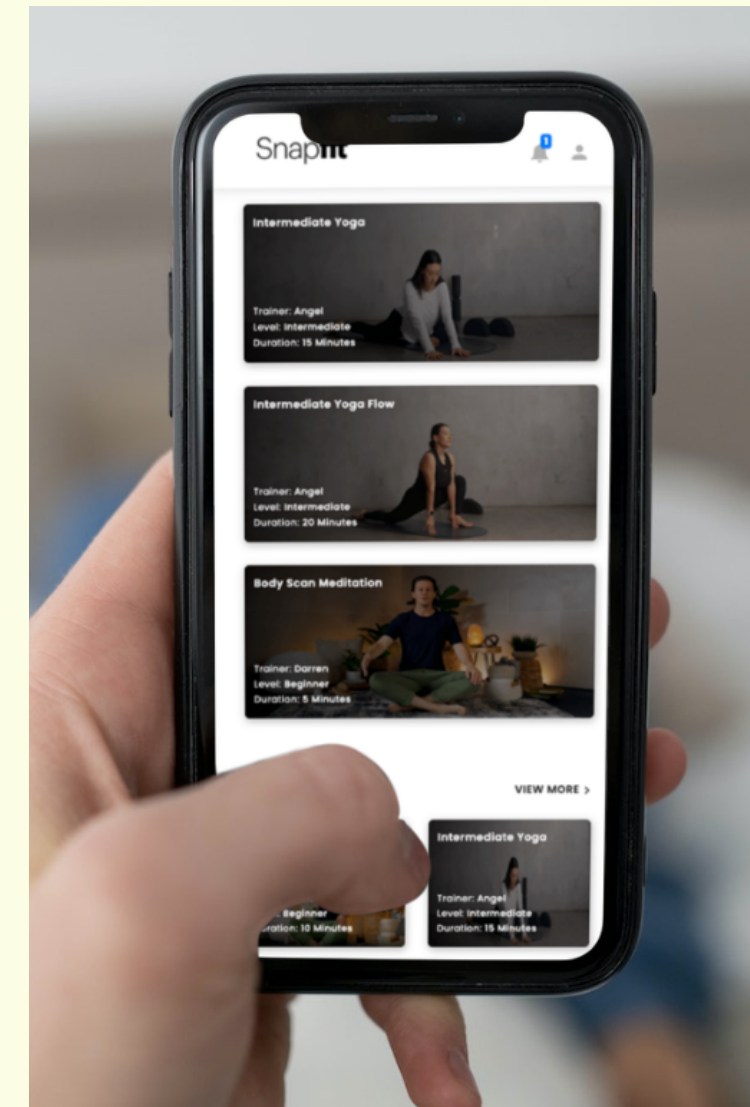 Snapfit
1
Intermediate Yoga
Trainer: Angel
Level: Intermediate
Duration: 15 Minutes
Intermediate Yoga Flow
Trainer: Angel
Level: Intermediate
Duration: 20 Minutes
Body Scan Meditation
Trainer: Darren
Level: Beginner
Duration: 5 Minutes
VIEW MORE >
Beginner
10 Minutes
Intermediate Yoga
Trainer: Angel
Level: Intermediate
Duration: 15 Minutes